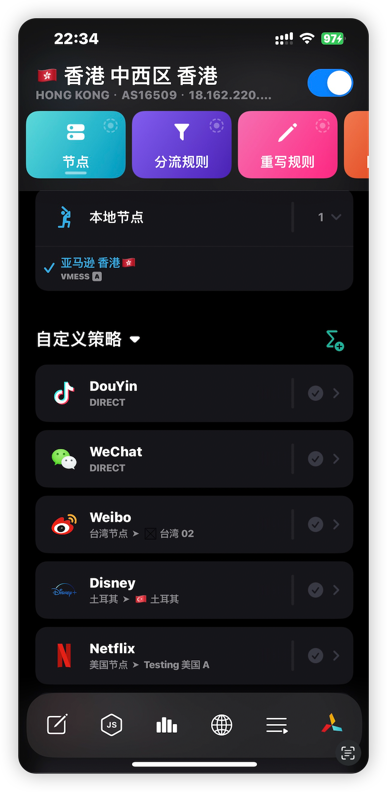 22:34
97
香港 中西区 香港
HONG KONG · AS16509 · 18.162.220....
节点
分流规则
重写规则
本地节点
1
亚马逊 香港
VMESS A
自定义策略
DouYin
DIRECT
WeChat
DIRECT
Weibo
台湾节点 ➤ 台湾 02
Disney
土耳其 ➤ 土耳其
Netflix
美国节点 ➤ Testing 美国 A
JS